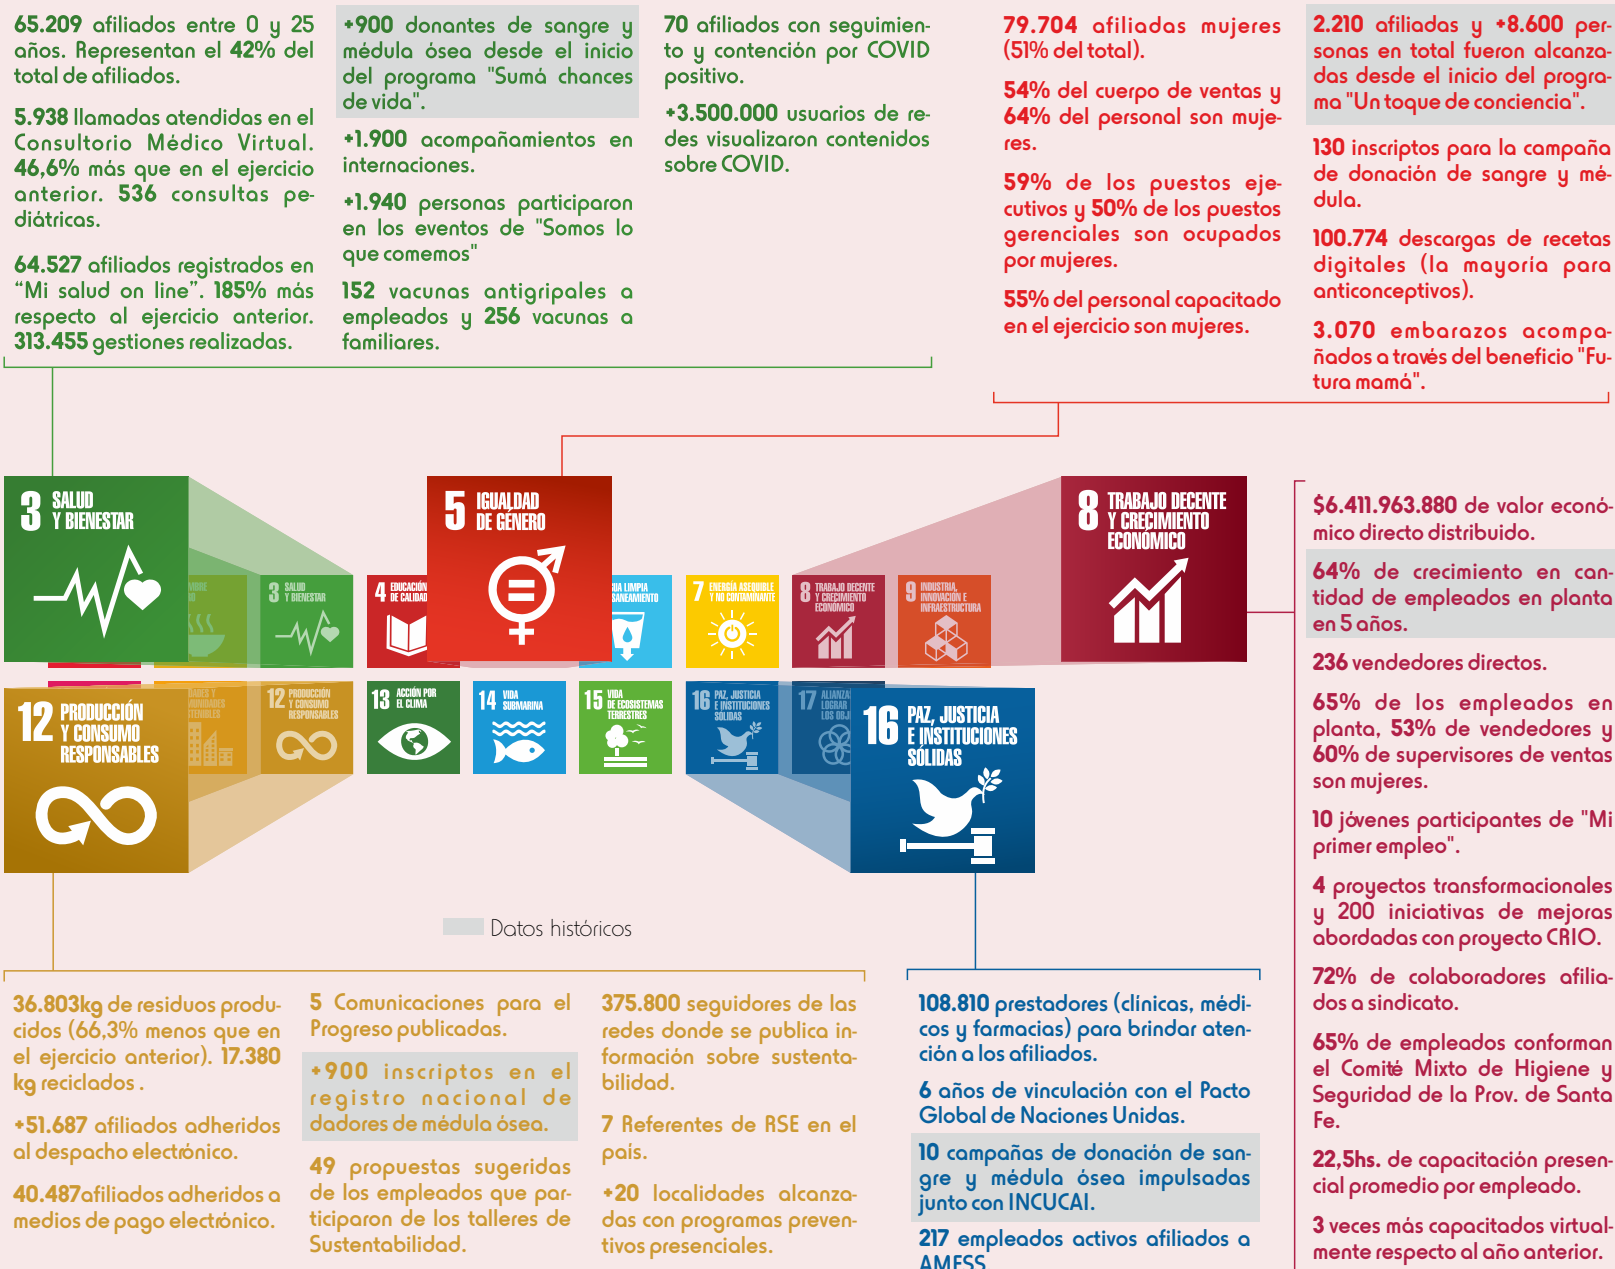 65.209 afiliados entre 0 y 25
años. Representan el 42% del
total de afiliados.
5.938 llamadas atendidas en el
Consultorio Médico Virtual.
46,6% más que en el ejercicio
anterior. 536 consultas pe-
diátricas.
64.527 afiliados registrados en
“Mi salud on line”. 185% más
respecto al ejercicio anterior.
313.455 gestiones realizadas.
+900 donantes de sangre y
médula ósea desde el inicio
del programa "Sumá chances
de vida".
+1.900 acompañamientos en
internaciones.
+1.940 personas participaron
en los eventos de "Somos lo
que comemos"
152 vacunas antigripales a
empleados y 256 vacunas a
familiares.
70 afiliados con seguimien-
to y contención por COVID
positivo.
+3.500.000 usuarios de re-
des visualizaron contenidos
sobre COVID.
79.704 afiliadas mujeres
(51% del total).
54% del cuerpo de ventas y
64% del personal son muje-
res.
59% de los puestos eje-
cutivos y 50% de los puestos
gerenciales son ocupados
por mujeres.
55% del personal capacitado
en el ejercicio son mujeres.
2.210 afiliadas y +8.600 per-
sonas en total fueron alcanza-
das desde el inicio del progra-
ma "Un toque de conciencia".
130 inscriptos para la campaña
de donación de sangre y mé-
dula.
100.774 descargas de recetas
digitales (la mayoría para
anticonceptivos).
3.070 embarazos acompa-
ñados a través del beneficio "Fu-
tura mamá".
3 SALUD
Y BIENESTAR
5 IGUALDAD
DE GÉNERO
8 TRABAJO DECENTE
Y CRECIMIENTO
ECONÓMICO
3 SALUD
Y BIENESTAR
4 EDUCACIÓN
DE CALIDAD
LIMPIA
SANEAMIENTO
7 ENERGÍA ASEQUIBLE
Y NO CONTAMINANTE
8 TRABAJO DECENTE
Y CRECIMIENTO
ECONÓMICO
9 INDUSTRIA,
INNOVACIÓN E
INFRAESTRUCTURA
12 PRODUCCIÓN
Y CONSUMO
RESPONSABLES
12 PRODUCCIÓN
Y CONSUMO
RESPONSABLES
13 ACCIÓN POR
EL CLIMA
14 VIDA
SUBMARINA
15 VIDA
DE ECOSISTEMAS
TERRESTRES
16 PAZ, JUSTICIA
E INSTITUCIONES
SÓLIDAS
17
LOGRAR
16 PAZ, JUSTICIA
E INSTITUCIONES
SÓLIDAS
Datos históricos
$6.411.963.880 de valor econó-
mico directo distribuido.
64% de crecimiento en can-
tidad de empleados en planta
en 5 años.
236 vendedores directos.
65% de los empleados en
planta, 53% de vendedores y
60% de supervisores de ventas
son mujeres.
10 jóvenes participantes de "Mi
primer empleo".
4 proyectos transformacionales
y 200 iniciativas de mejoras
abordadas con proyecto CRIO.
72% de colaboradores afilia-
dos a sindicato.
65% de empleados conforman
el Comité Mixto de Higiene y
Seguridad de la Prov. de Santa
Fe.
22,5hs. de capacitación presen-
cial promedio por empleado.
3 veces más capacitados virtual-
mente respecto al año anterior.
36.803kg de residuos produ-
cidos (66,3% menos que en
el ejercicio anterior). 17.380
kg reciclados .
+51.687 afiliados adheridos
al despacho electrónico.
40.487afiliados adheridos a
medios de pago electrónico.
5 Comunicaciones para el
Progreso publicadas.
+900 inscriptos en el
registro nacional de
dadores de médula ósea.
49 propuestas sugeridas
de los empleados que par-
ticiparon de los talleres de
Sustentabilidad.
375.800 seguidores de las
redes donde se publica in-
formación sobre sustenta-
bilidad.
7 Referentes de RSE en el
país.
+20 localidades alcanza-
das con programas preven-
tivos presenciales.
108.810 prestadores (clínicas, médi-
cos y farmacias) para brindar aten-
ción a los afiliados.
6 años de vinculación con el Pacto
Global de Naciones Unidas.
10 campañas de donación de san-
gre y médula ósea impulsadas
junto con INCUCAI.
217 empleados activos afiliados a
AMESS